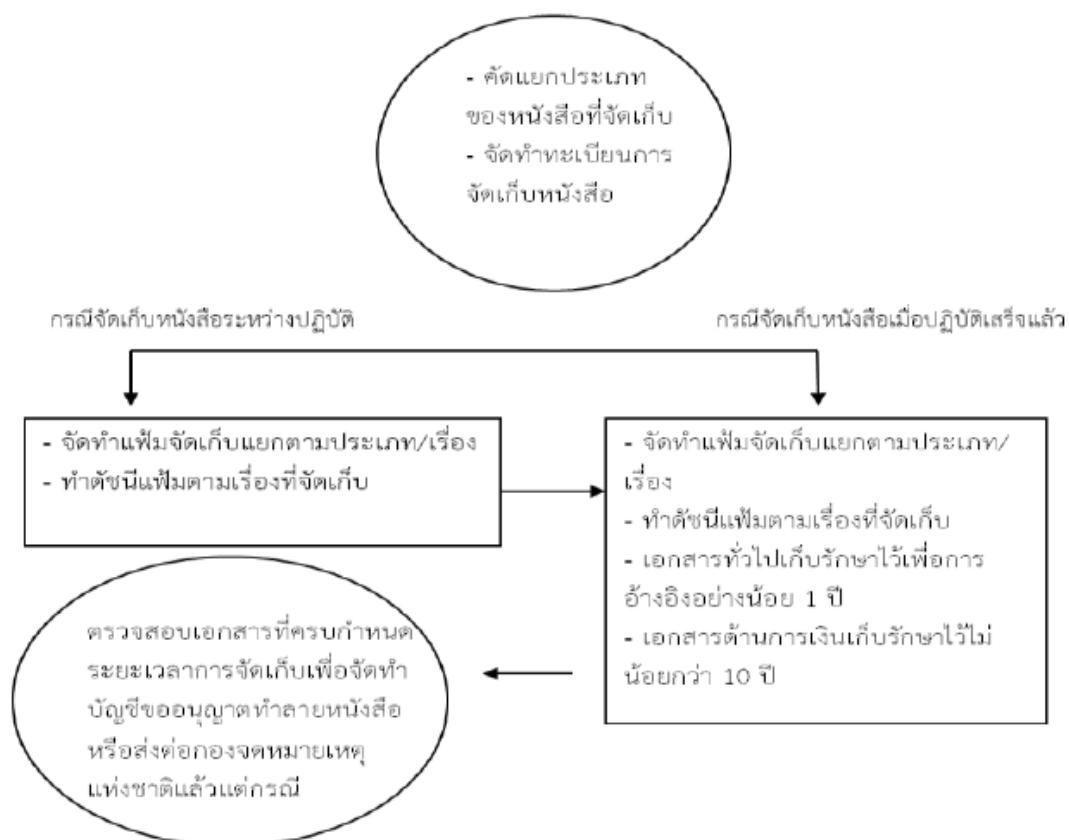 - คัดแยกประเภท
ของหนังสือที่จัดเก็บ
- จัดทำทะเบียนการ
จัดเก็บหนังสือ
กรณีจัดเก็บหนังสือระหว่างปฏิบัติ
กรณีจัดเก็บหนังสือเมื่อปฏิบัติเสร็จแล้ว
- จัดทำแฟ้มจัดเก็บแยกตามประเภท/เรื่อง
- ทำดัชนีแฟ้มตามเรื่องที่จัดเก็บ
- จัดทำแฟ้มจัดเก็บแยกตามประเภท/
เรื่อง
- ทำดัชนีแฟ้มตามเรื่องที่จัดเก็บ
- เอกสารทั่วไปเก็บรักษาไว้เพื่อการ
อ้างอิงอย่างน้อย 1 ปี
- เอกสารด้านการเงินเก็บรักษาไว้ไม่
น้อยกว่า 10 ปี
ตรวจสอบเอกสารที่ครบกำหนด
ระยะเวลาการจัดเก็บเพื่อจัดทำ
บัญชีขออนุญาตทำลายหนังสือ
หรือส่งต่อกองจดหมายเหตุ
แห่งชาติแล้วแต่กรณี